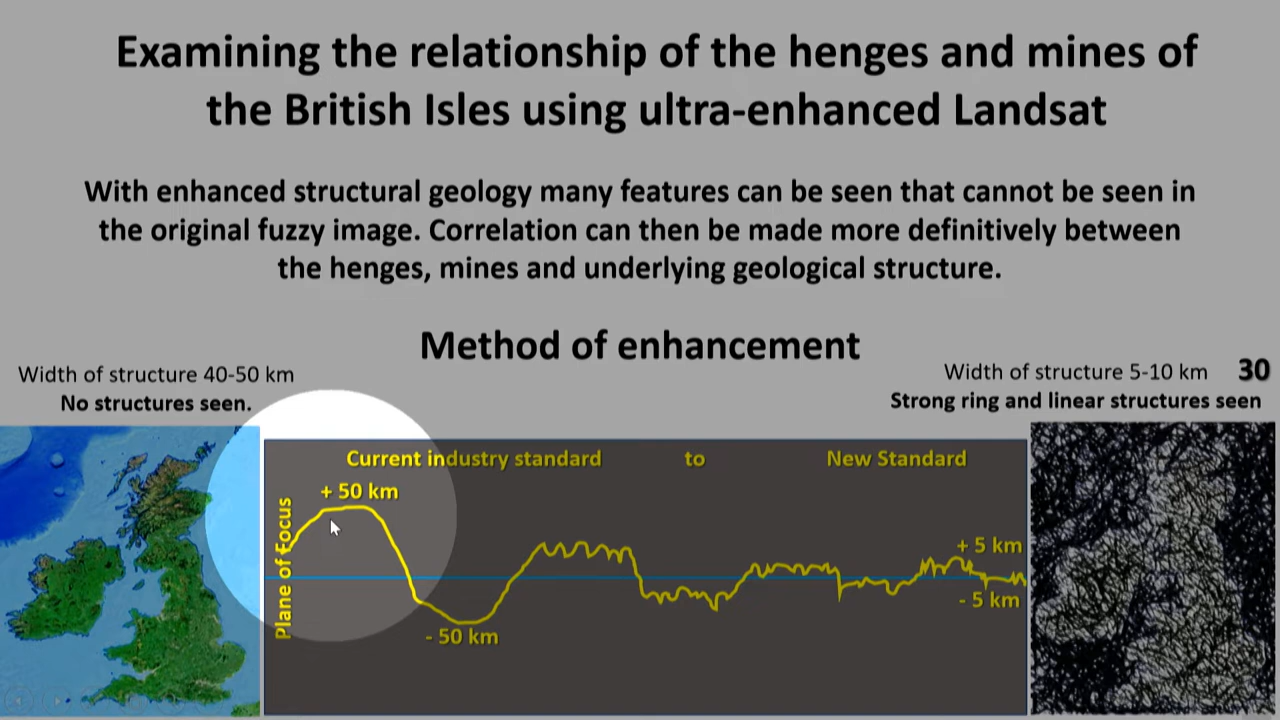 Examining the relationship of the henges and mines of
the British Isles using ultra-enhanced Landsat
With enhanced structural geology many features can be seen that cannot be seen in
the original fuzzy image. Correlation can then be made more definitively between
the henges, mines and underlying geological structure.
Method of enhancement
Width of structure 40-50 km
No structures seen.
Width of structure 5-10 km 30
Strong ring and linear structures seen
Current industry standard to New Standard
+ 50 km
Plane of Focus
- 50 km
+ 5 km
- 5 km